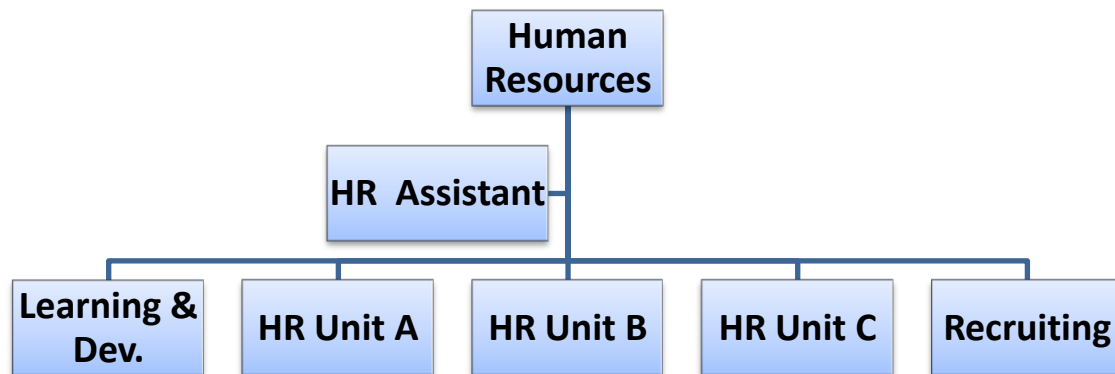 Human
Resources
HR  Assistant
Learning &
Dev.
HR Unit A
HR Unit B
HR Unit C
Recruiting